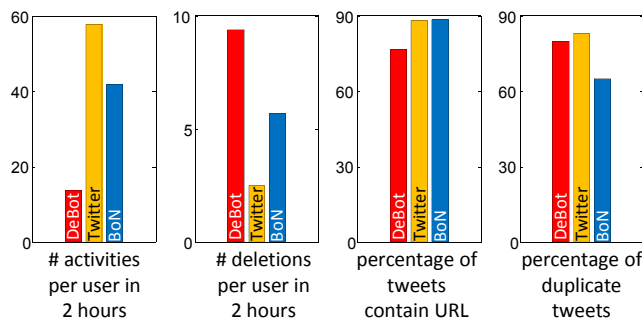 60
40
20
0
DeBot
Twitter
BoN
# activities
per user in
2 hours
10
5
0
DeBot
Twitter
BoN
# deletions
per user in
2 hours
90
60
30
0
DeBot
Twitter
BoN
percentage of
tweets
contain URL
90
60
30
0
DeBot
Twitter
BoN
percentage of
duplicate
tweets